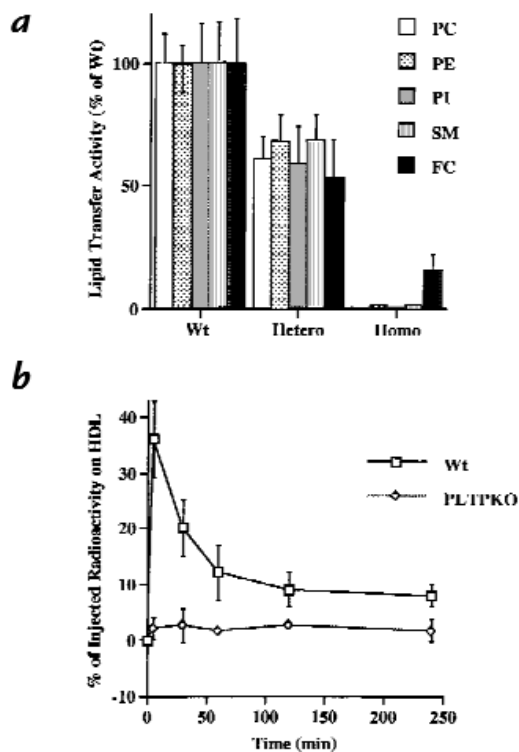 a
PC
PE
PI
SM
FC
Lipid Transfer Activity (% of Wt)
100
50
0
Wt
Hetero
Homo
b
% of Injected Radioactivity on HDL
40
30
20
10
0
-10
Wt
PLTPKO
0 50 100 150 200 250
Time (min)